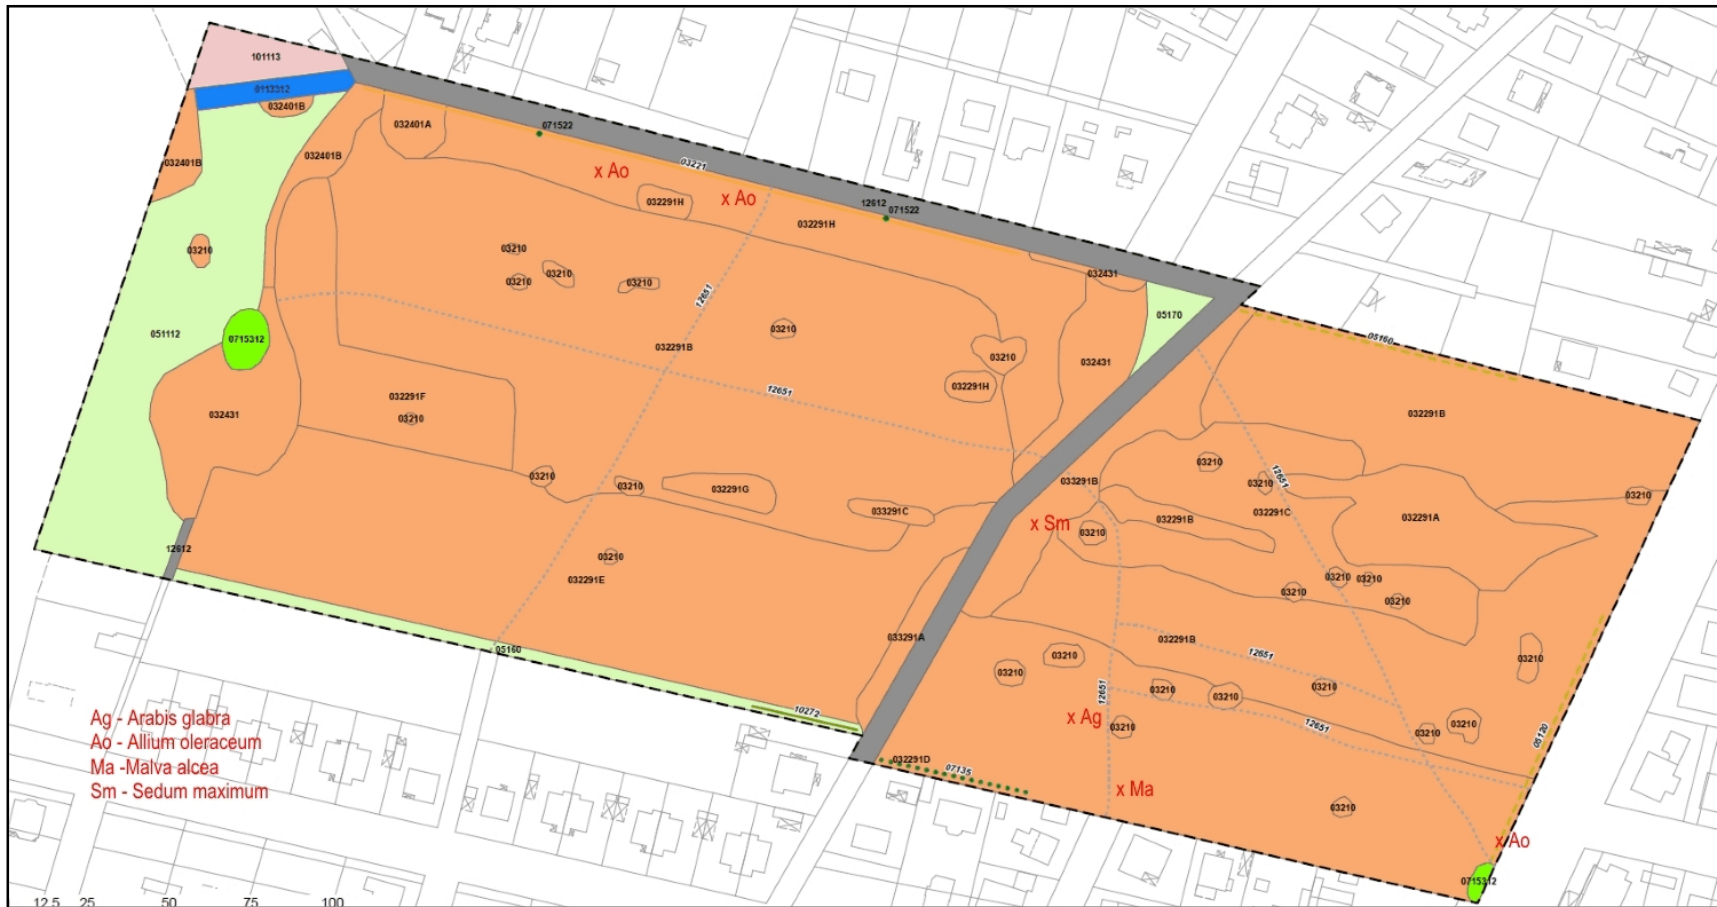 101113
0113312
032401B
032401A
071522
032401B
032401B
03221
x Ao
x Ao
032291H
12612
071522
032291H
03210
03210
03210
03210
03210
032431
12651
03210
051112
0715312
032291B
05170
05160
03210
032431
032291H
12651
032291F
03210
032431
032291B
03210
03210
03210
032291G
033291C
033291B
12651
03210
032291C
03210
032291A
032291B
x Sm
03210
12612
03210
032291E
03210
03210
03210
03210
033291A
032291B
05160
12651
03210
03210
03210
03210
03210
03210
12651
x Ag
03210
12651
03210
03210
05120
10272
032291D
07135
x Ma
03210
x Ao
0715312
Ag - Arabis glabra
Ao - Allium oleraceum
Ma -Malva alcea
Sm - Sedum maximum
12,5 25 50 75 100